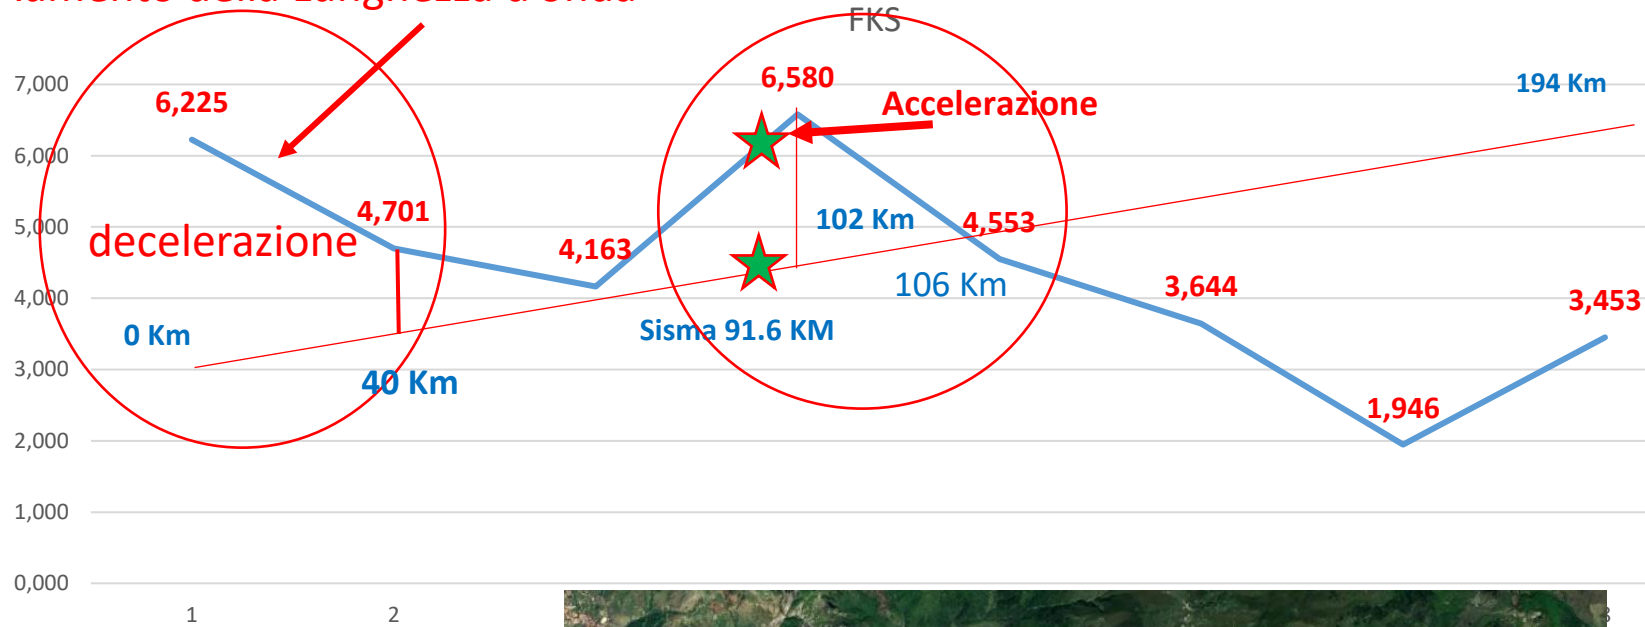 della
FKS
7,000
6,225
6,580
Accelerazione
194 Km
6,000
4,701
5,000
decelerazione
4,163
102 Km
4,553
4,000
106 Km
3,644
3,453
0 Km
Sisma 91.6 KM
3,000
40 Km
1,946
2,000
1,000
0,000
1
2